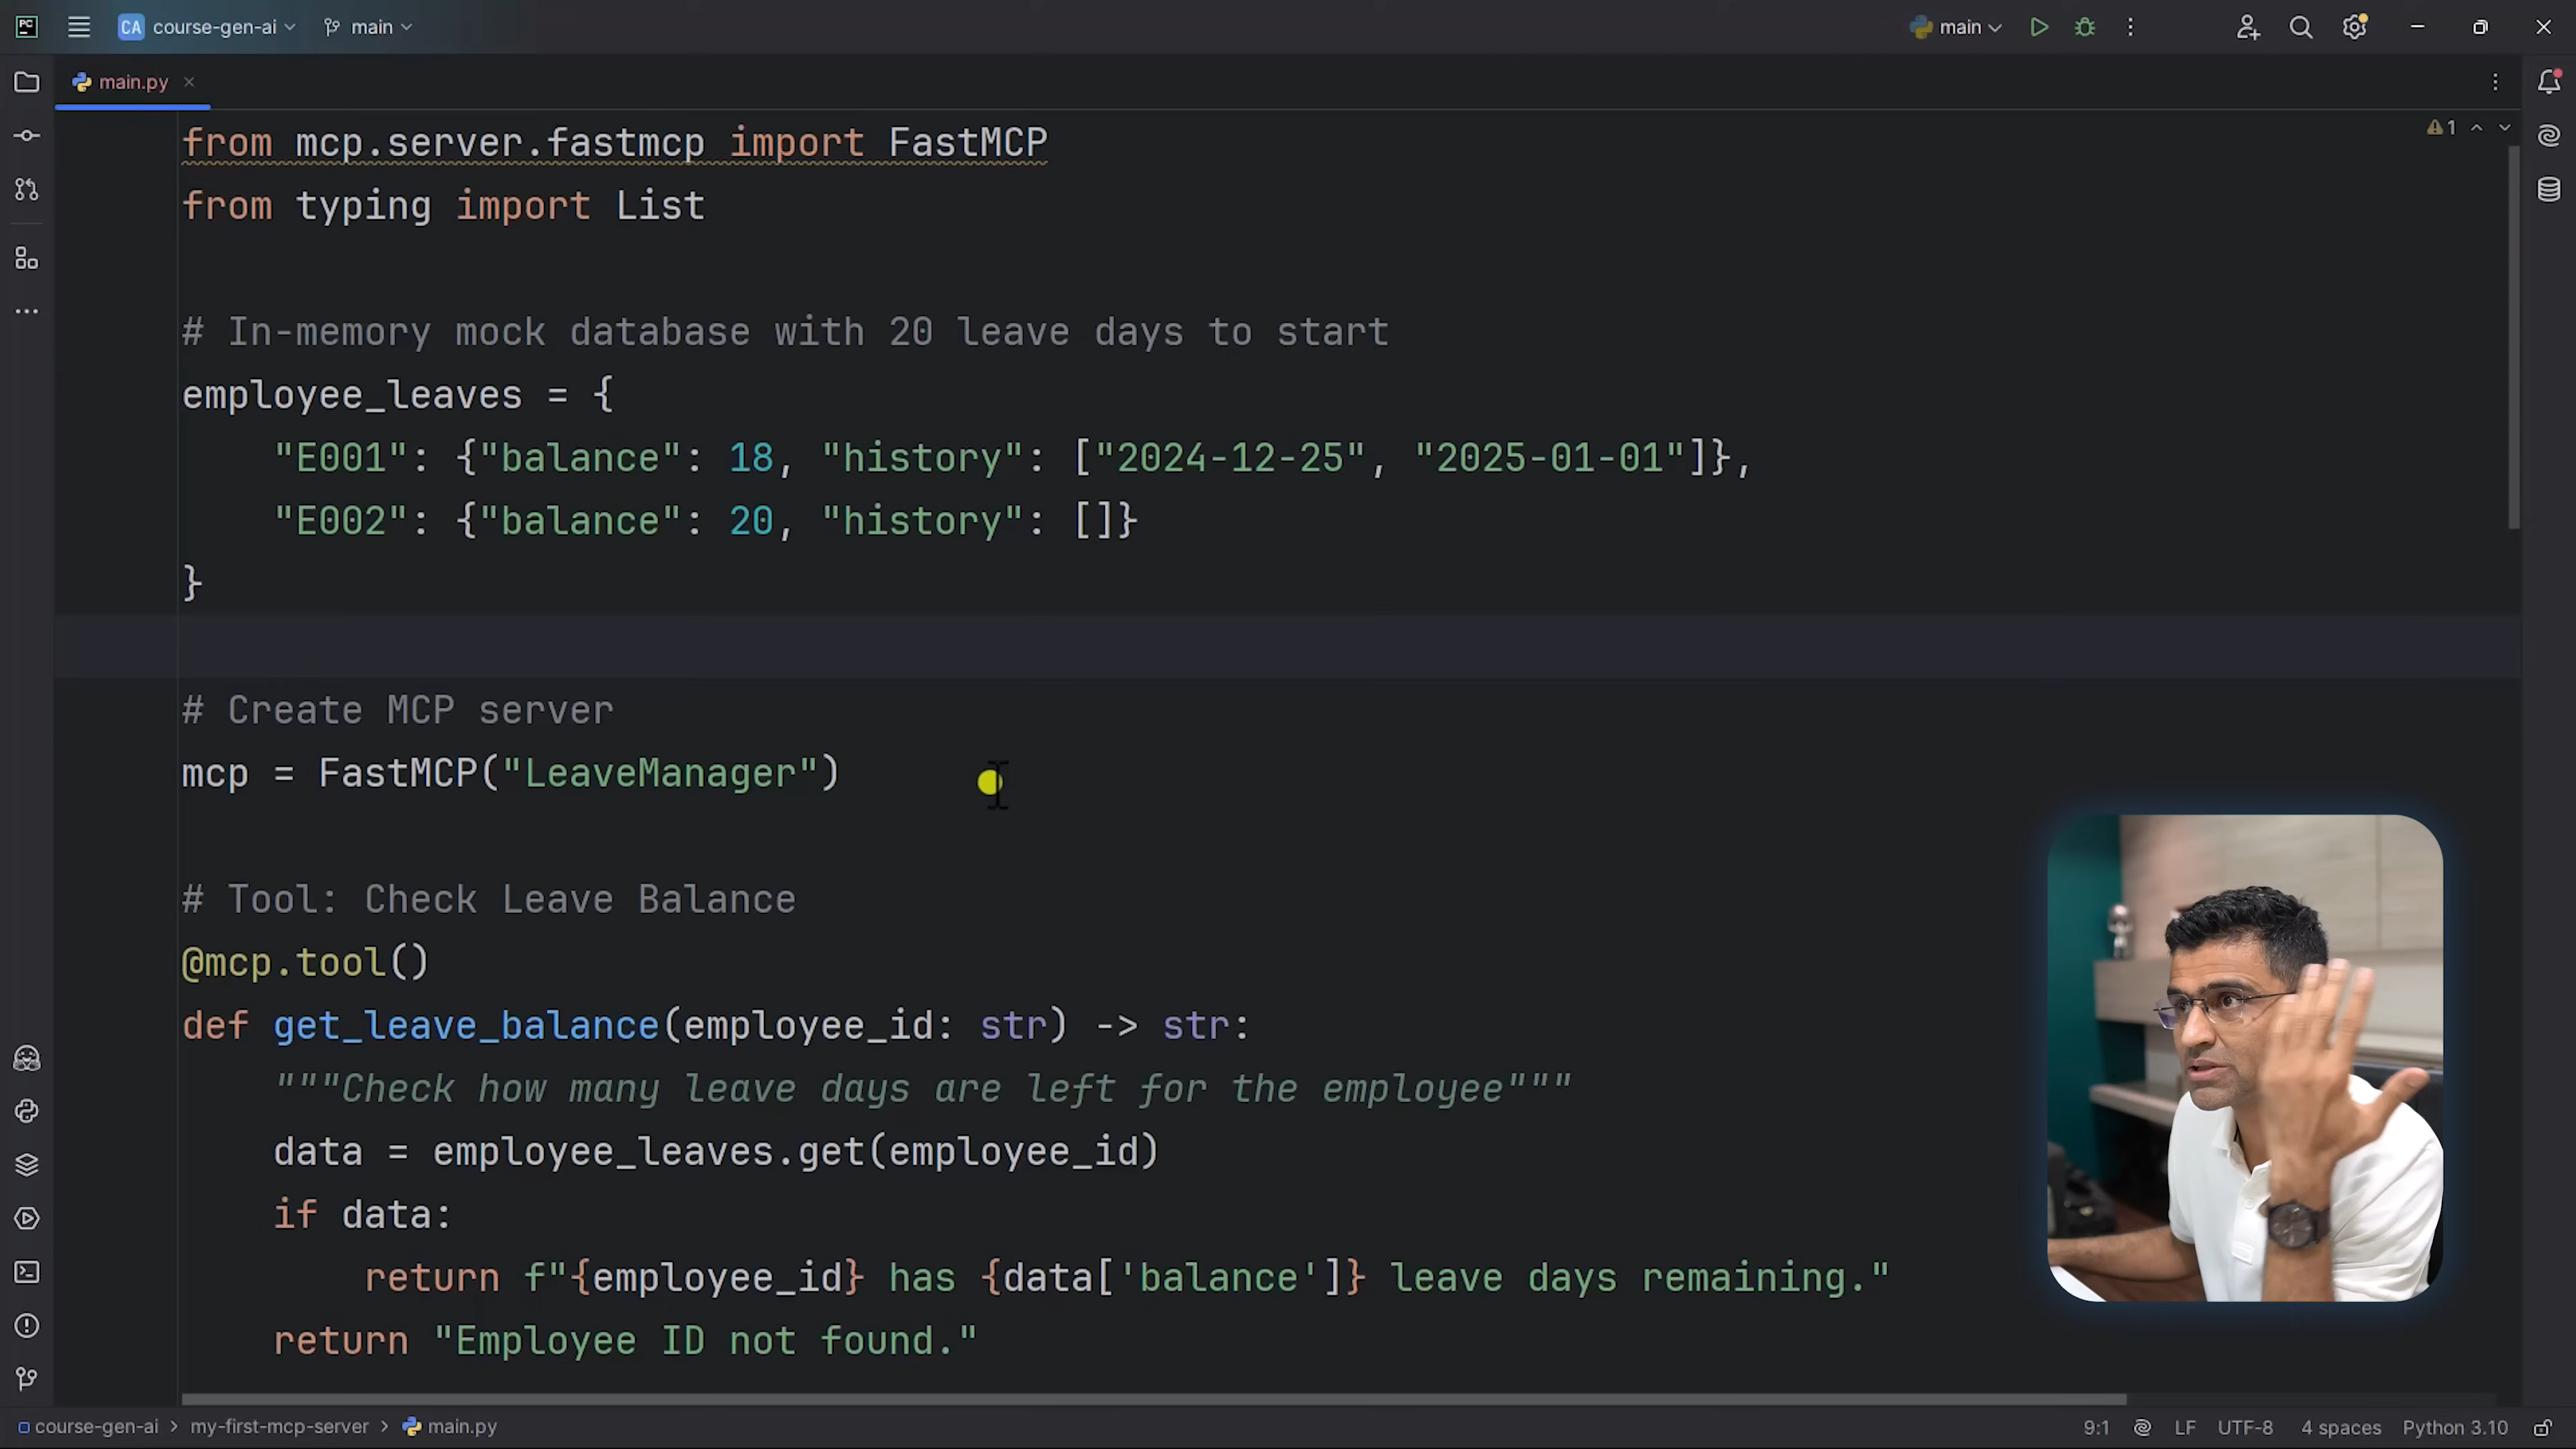 PC
CA course-gen-ai main
main
main.py
1
from mcp.server.fastmcp import FastMCP
from typing import List
# In-memory mock database with 20 leave days to start
employee_leaves = {
"E001": {"balance": 18, "history": ["2024-12-25", "2025-01-01"]},
"E002": {"balance": 20, "history": []}
}
# Create MCP server
mcp = FastMCP("LeaveManager")
# Tool: Check Leave Balance
@mcp.tool()
def get_leave_balance(employee_id: str) -> str:
"""Check how many leave days are left for the employee"""
data = employee_leaves.get(employee_id)
if data:
return f"{employee_id} has {data['balance']} leave days remaining."
return "Employee ID not found."
course-gen-ai > my-first-mcp-server > main.py
9:1 LF UTF-8 4 spaces Python 3.10